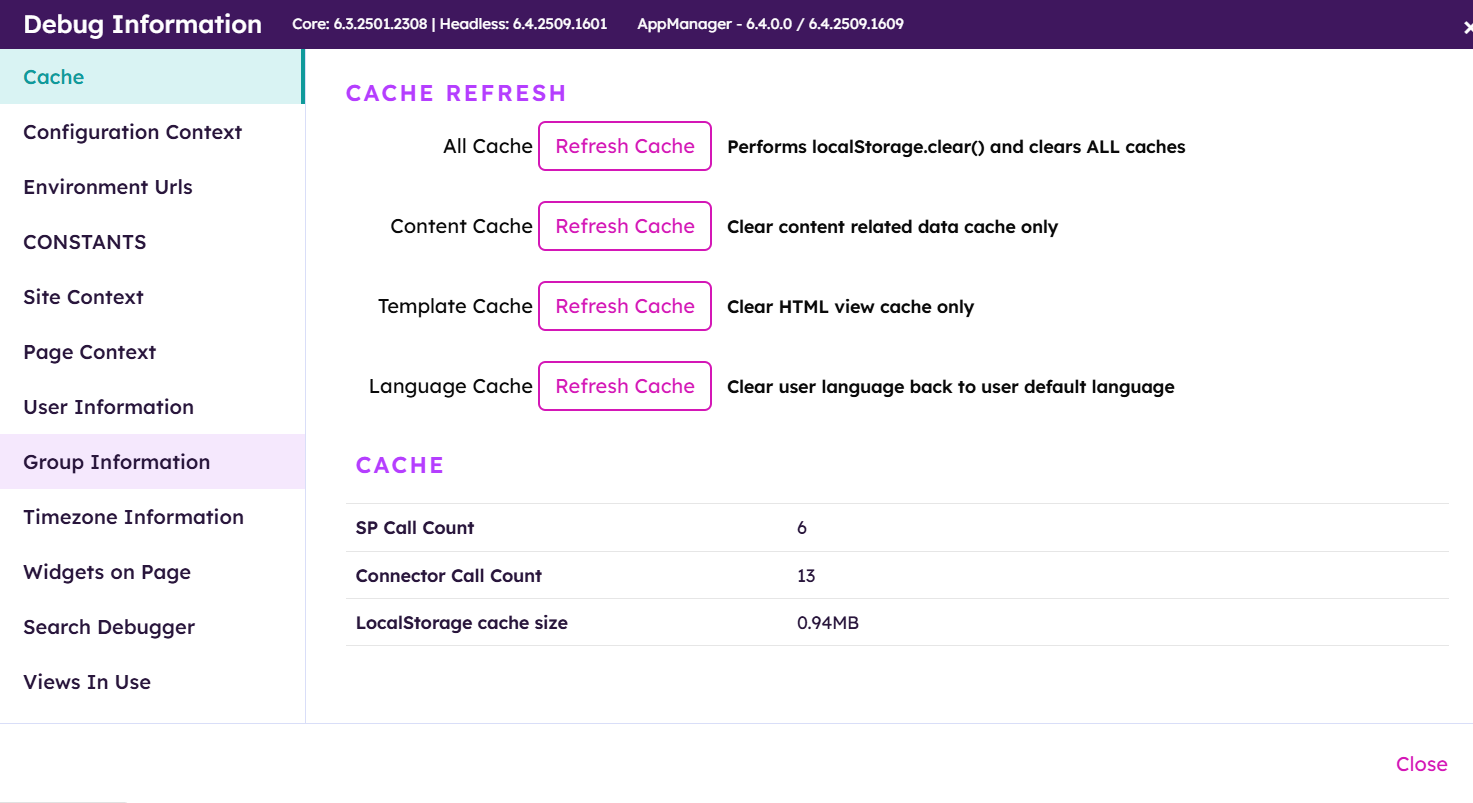 Debug Information Core: 6.3.2501.2308 | Headless: 6.4.2509.1601 AppManager - 6.4.0.0 / 6.4.2509.1609
Cache
Configuration Context
Environment Urls
CONSTANTS
Site Context
Page Context
User Information
Group Information
Timezone Information
Widgets on Page
Search Debugger
Views In Use
CACHE REFRESH
All Cache Refresh Cache Performs localStorage.clear() and clears ALL caches
Content Cache Refresh Cache Clear content related data cache only
Template Cache Refresh Cache Clear HTML view cache only
Language Cache Refresh Cache Clear user language back to user default language
CACHE
SP Call Count 6
Connector Call Count 13
LocalStorage cache size 0.94MB
Close